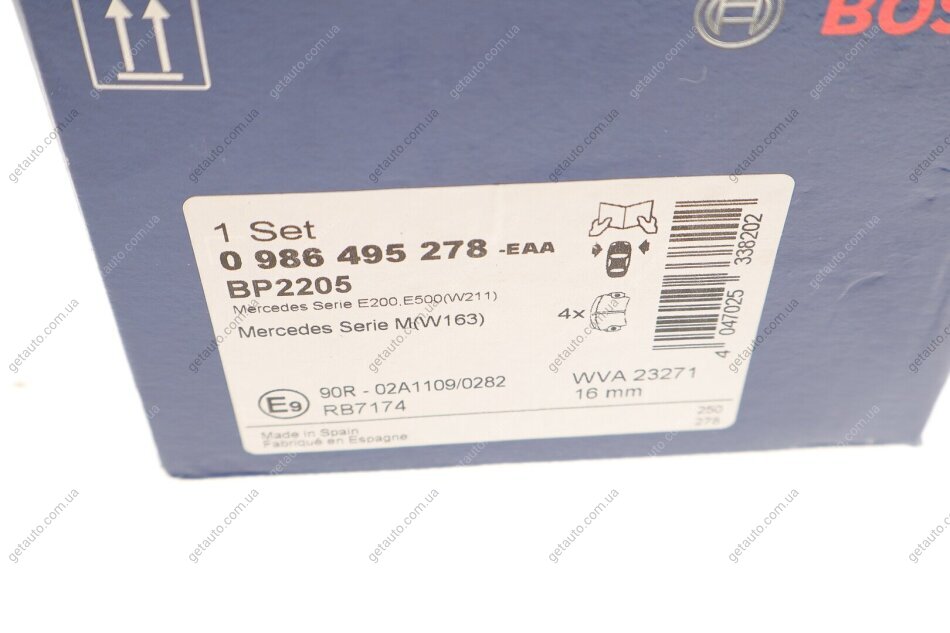 BOS
1 Set
0 986 495 278 -EAA
BP2205
Mercedes Serie E200,E500(W211)
Mercedes Serie M(W163)
4x
4 047025 338202
E9
90R - 02A1109/0282
RB7174
WVA 23271
16 mm
Made in Spain
Fabriqué en Espagne
250
278
getauto.com.ua